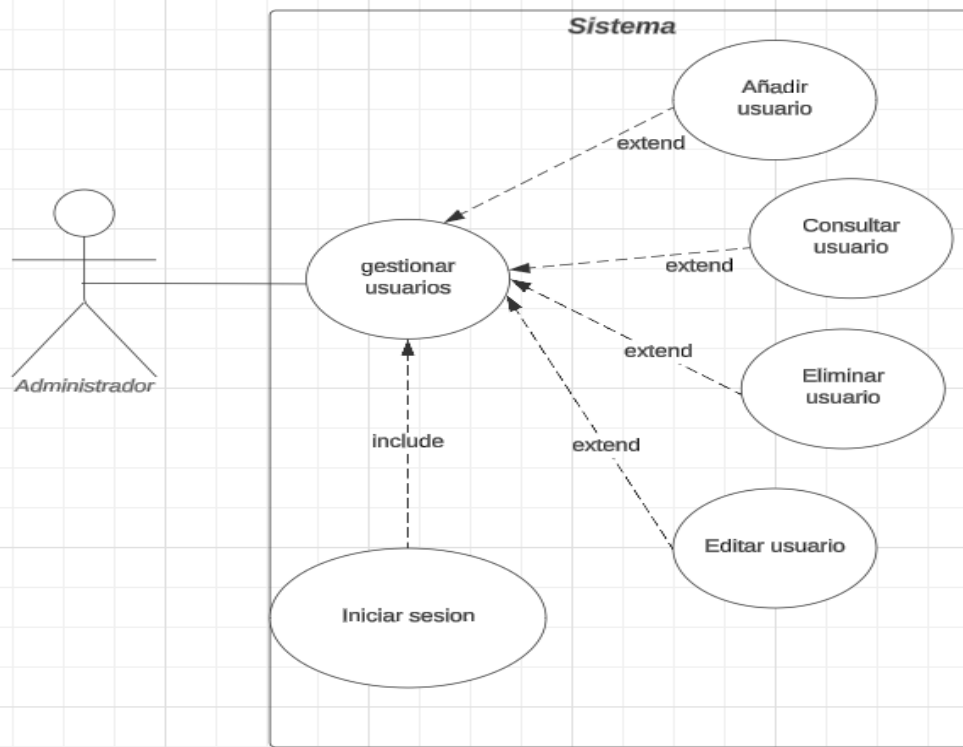 Sistema
Añadir
usuario
extend
Consultar
usuario
extend
gestionar
usuarios
extend
Eliminar
usuario
Administrador
include
extend
Editar usuario
Iniciar sesion